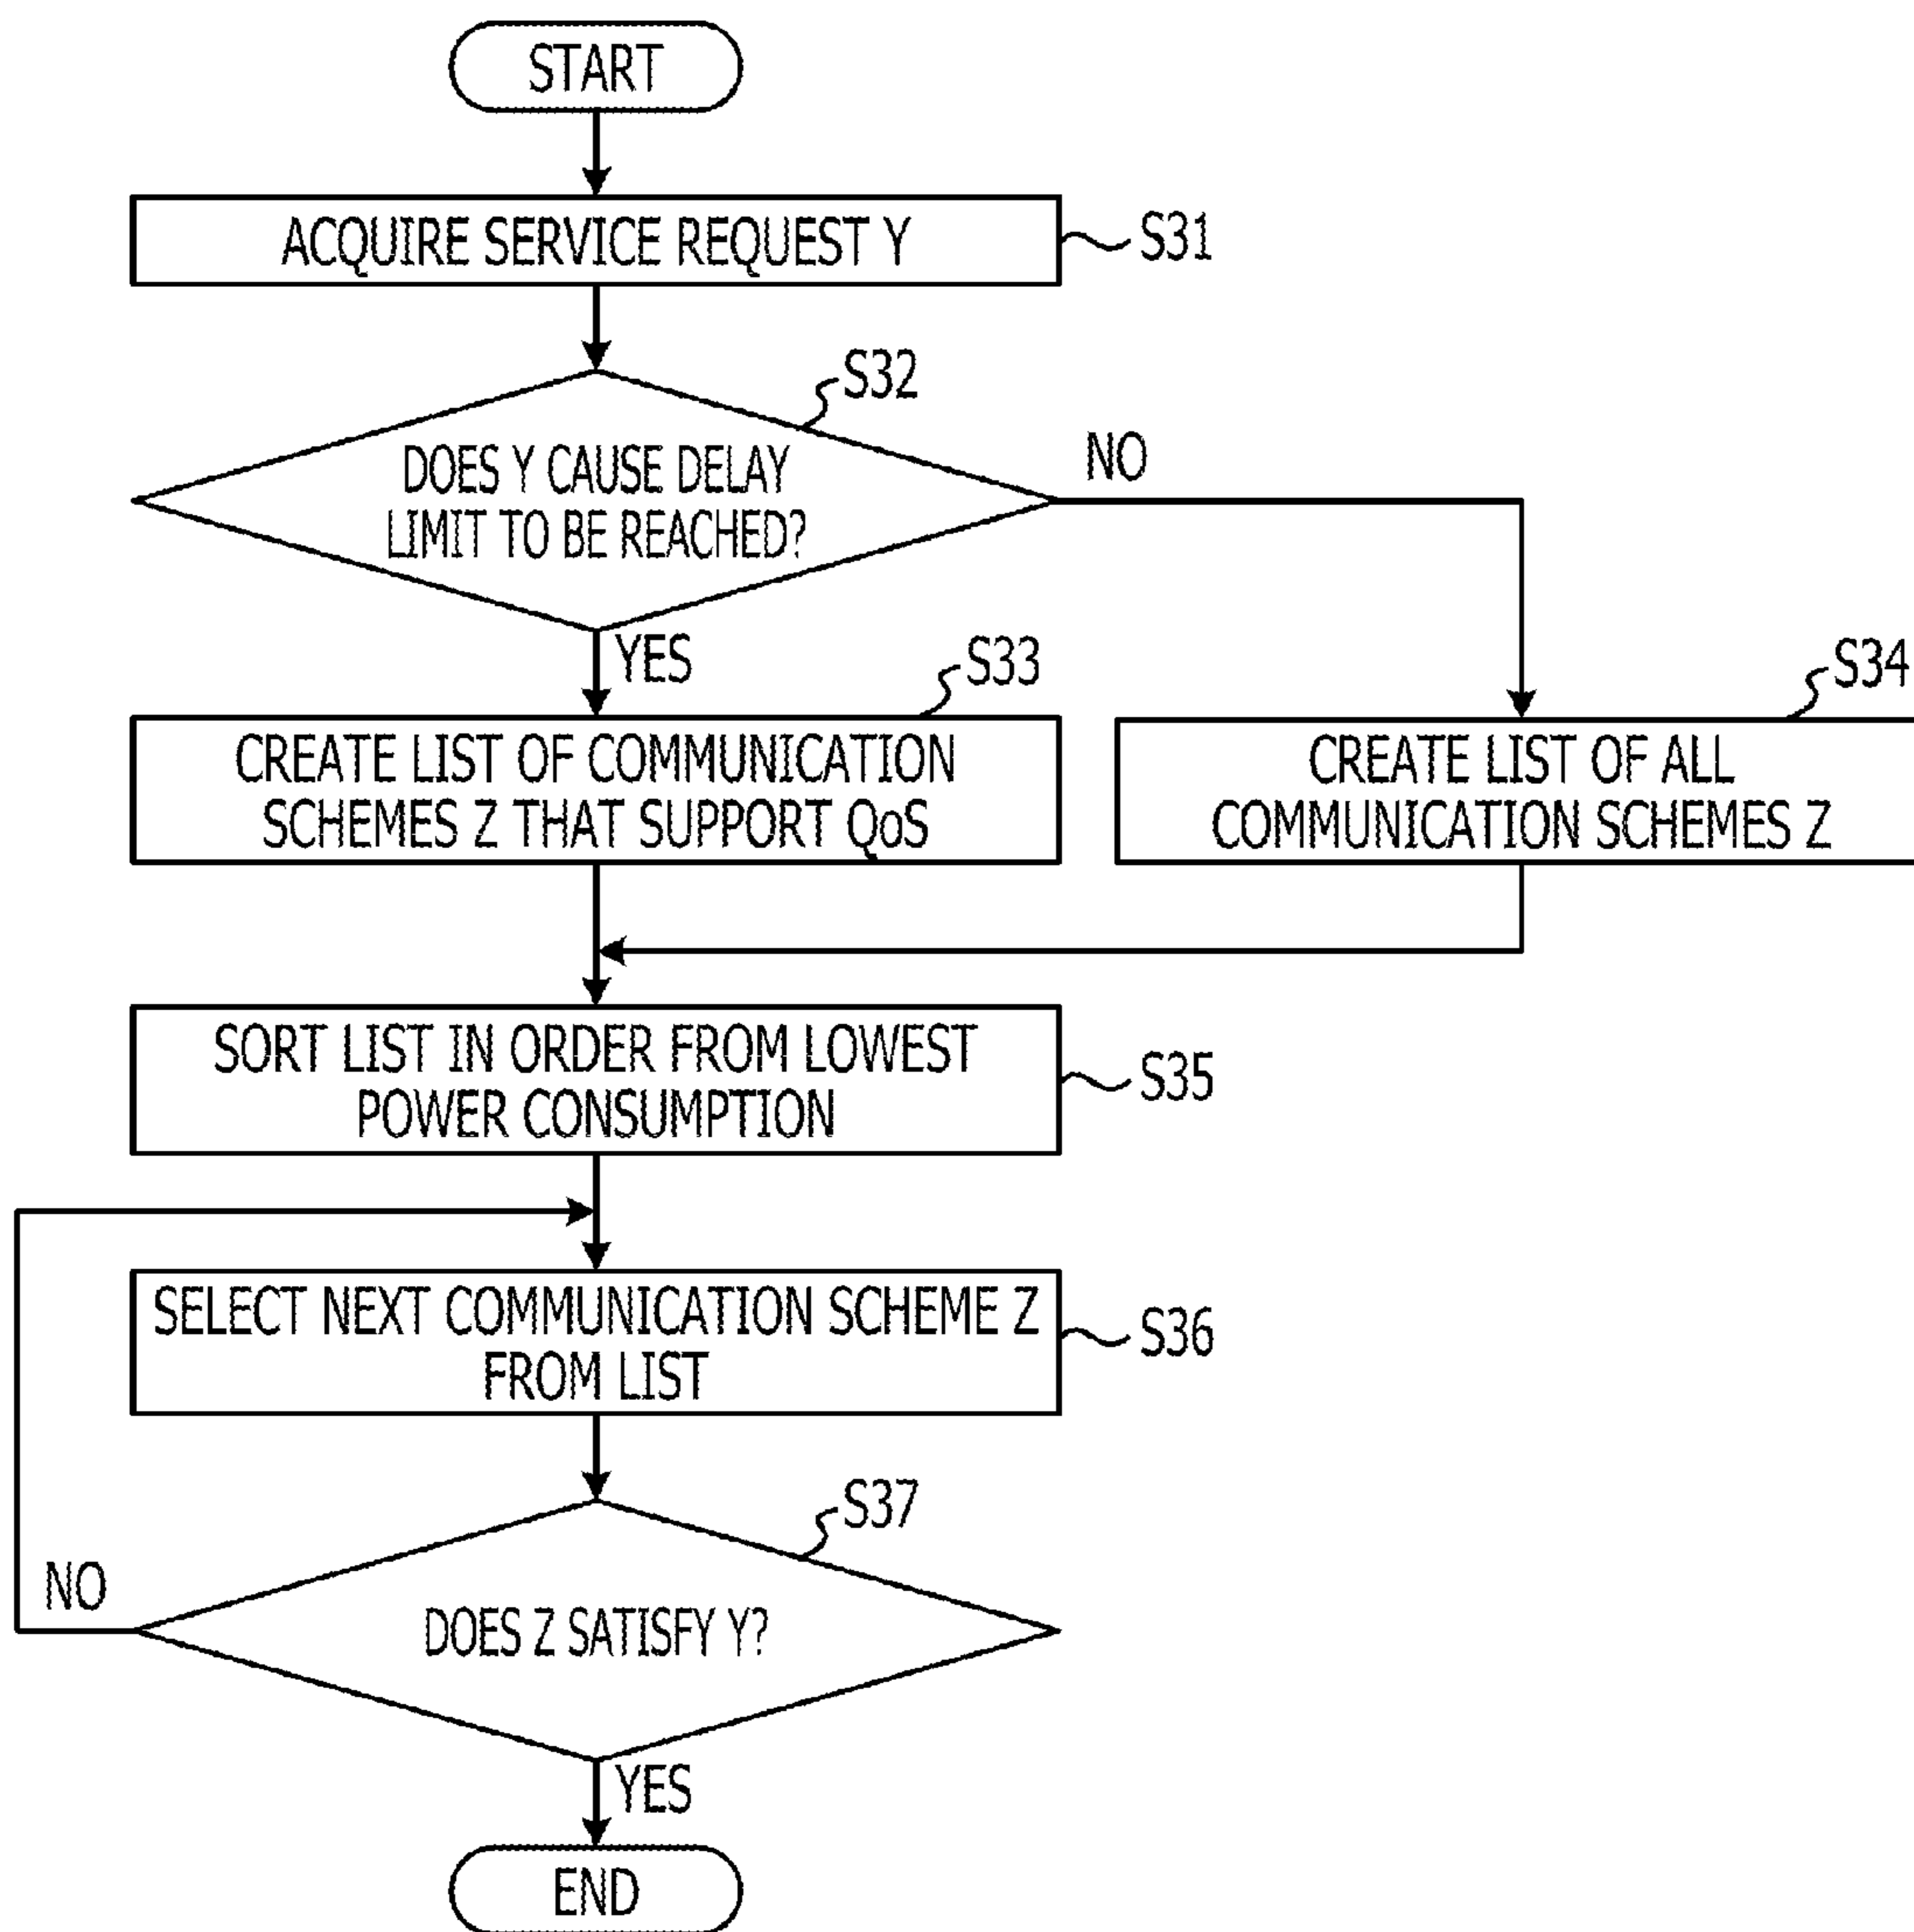 START
ACQUIRE SERVICE REQUEST Y
S31
S32
DOES Y CAUSE DELAY
LIMIT TO BE REACHED?
NO
YES
S33
CREATE LIST OF COMMUNICATION
SCHEMES Z THAT SUPPORT QoS
S34
CREATE LIST OF ALL
COMMUNICATION SCHEMES Z
SORT LIST IN ORDER FROM LOWEST
POWER CONSUMPTION
S35
SELECT NEXT COMMUNICATION SCHEME Z
FROM LIST
S36
S37
NO
DOES Z SATISFY Y?
YES
END